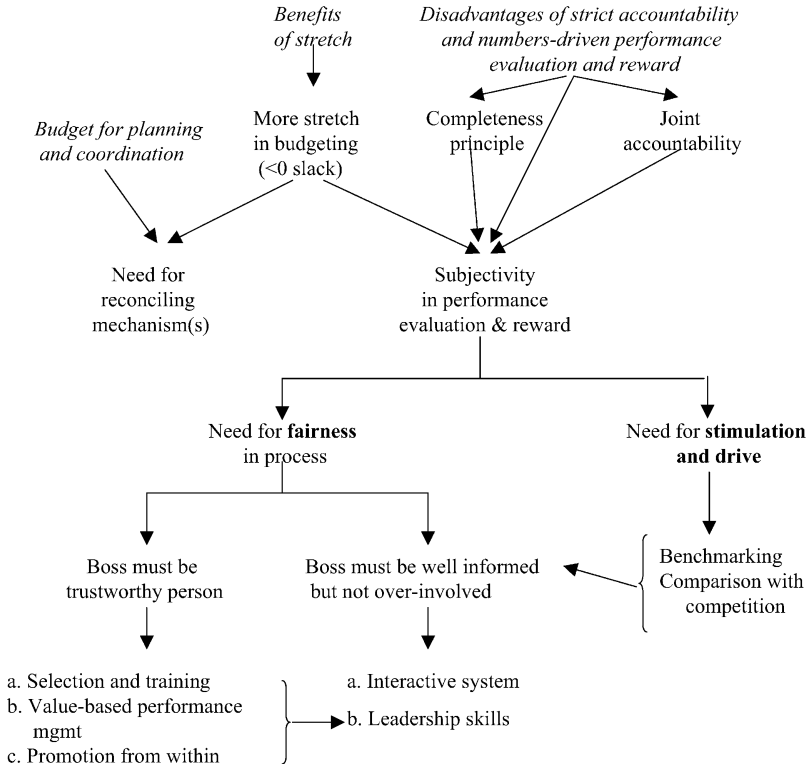 Benefits
of stretch
Disadvantages of strict accountability
and numbers-driven performance
evaluation and reward
Budget for planning
and coordination
More stretch
in budgeting
(<0 slack)
Completeness
principle
Joint
accountability
Need for
reconciling
mechanism(s)
Subjectivity
in performance
evaluation & reward
Need for fairness
in process
Need for stimulation
and drive
Boss must be
trustworthy person
Boss must be well informed
but not over-involved
Benchmarking
Comparison with
competition
a. Selection and training
b. Value-based performance
mgmt
c. Promotion from within
a. Interactive system
b. Leadership skills